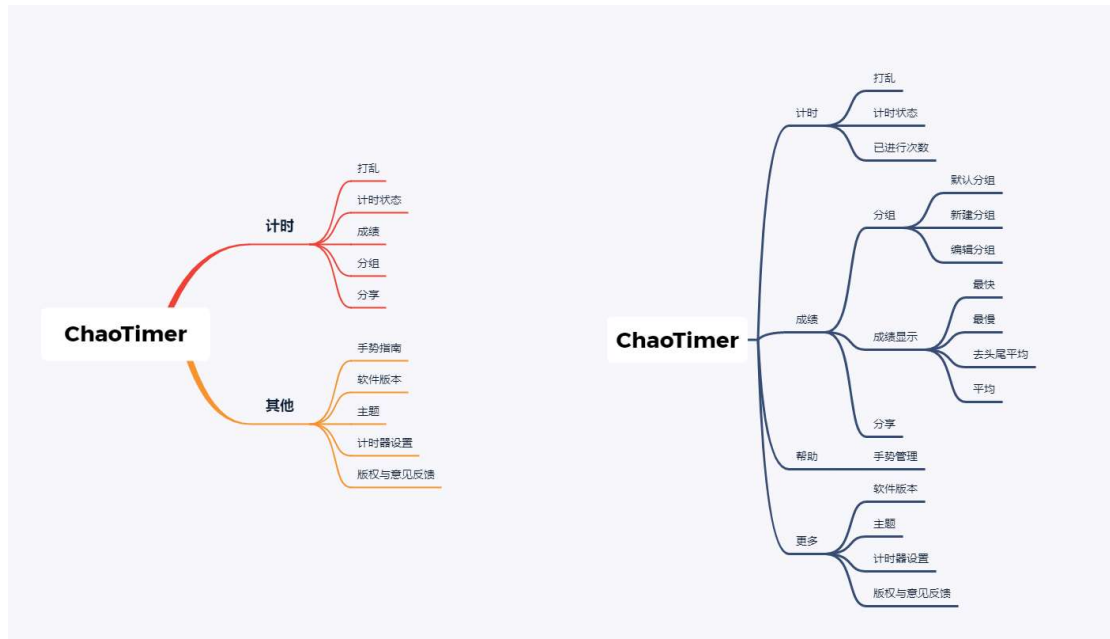 打乱
计时状态
计时
成绩
分组
分享
ChaoTimer
手势指南
软件版本
其他
主题
计时器设置
版权与意见反馈
打乱
计时
计时状态
已进行次数
默认分组
分组
新建分组
编辑分组
最快
成绩
最慢
ChaoTimer
成绩显示
去头尾平均
平均
分享
帮助
手势管理
软件版本
主题
更多
计时器设置
版权与意见反馈